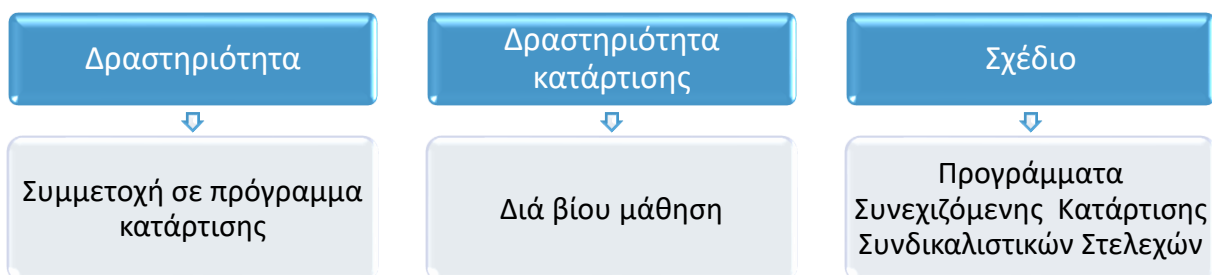 Δραστηριότητα
Συμμετοχή σε πρόγραμμα
κατάρτισης
Δραστηριότητα
κατάρτισης
Διά βίου μάθηση
Σχέδιο
Προγράμματα
Συνεχιζόμενης Κατάρτισης
Συνδικαλιστικών Στελεχών